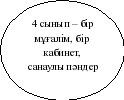 4 сынып – бір
мұғалім, бір
кабинет,
санаулы пәндер